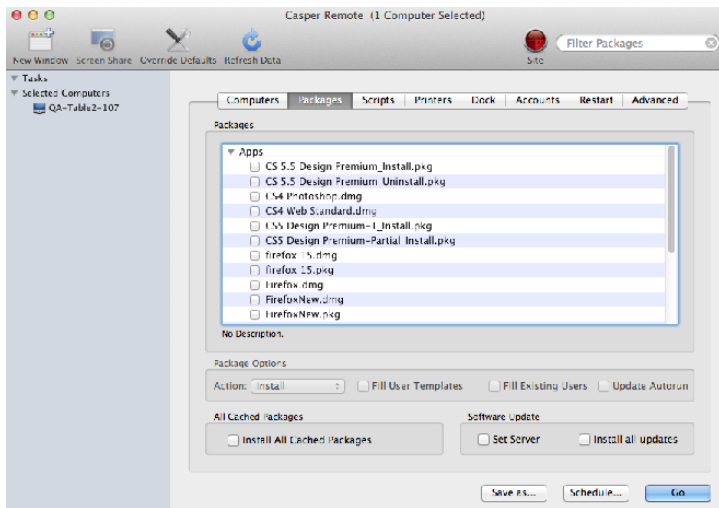 Casper Remote (1 Computer Selected)
Filter Packages
New Window Screen Share Override Defaults Refresh Data Site
Tasks
Selected Computers
QA-Table2-107
Computers Packages Scripts Printers Dock Accounts Restart Advanced
Packages
Apps
CS 5.5 Design Premium_Install.pkg
CS 5.5 Design Premium_Uninstall.pkg
CS4 Photoshop.dmg
CS4 Web Standard.dmg
CS5 Design Premium-1_Install.pkg
CS5 Design Premium-Partial_Install.pkg
firefox 15.dmg
firefox 15.pkg
Firefox.dmg
FirefoxNew.dmg
FirefoxNew.pkg
No Description.
Package Options
Action: Install Fill User Templates Fill Existing Users Update Autorun
All Cached Packages Software Update
Install All Cached Packages Set Server Install all updates
Save as... Schedule... Go